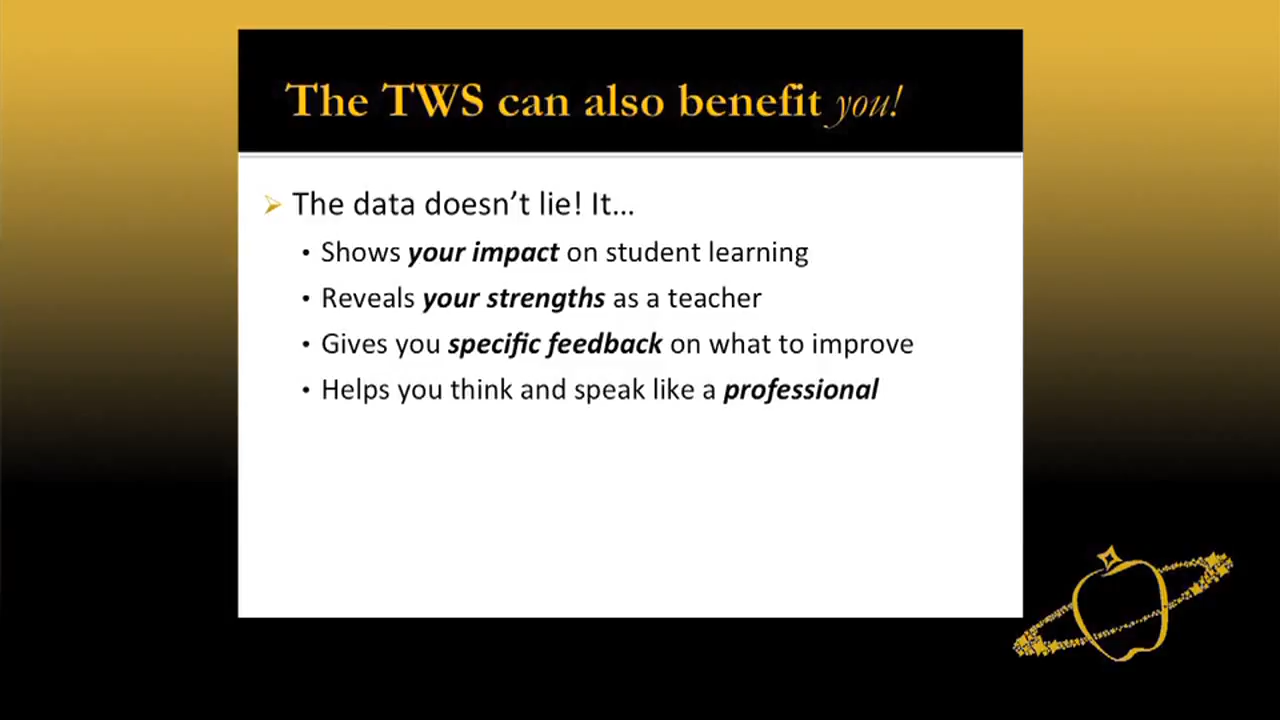 The TWS can also benefit you!
➢ The data doesn’t lie! It…
• Shows your impact on student learning
• Reveals your strengths as a teacher
• Gives you specific feedback on what to improve
• Helps you think and speak like a professional